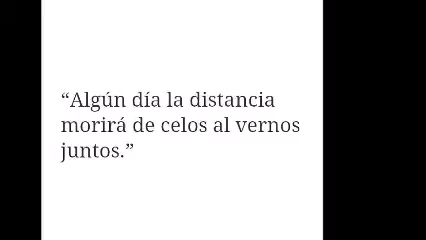 “Algún día la distancia
morirá de celos al vernos
juntos.”